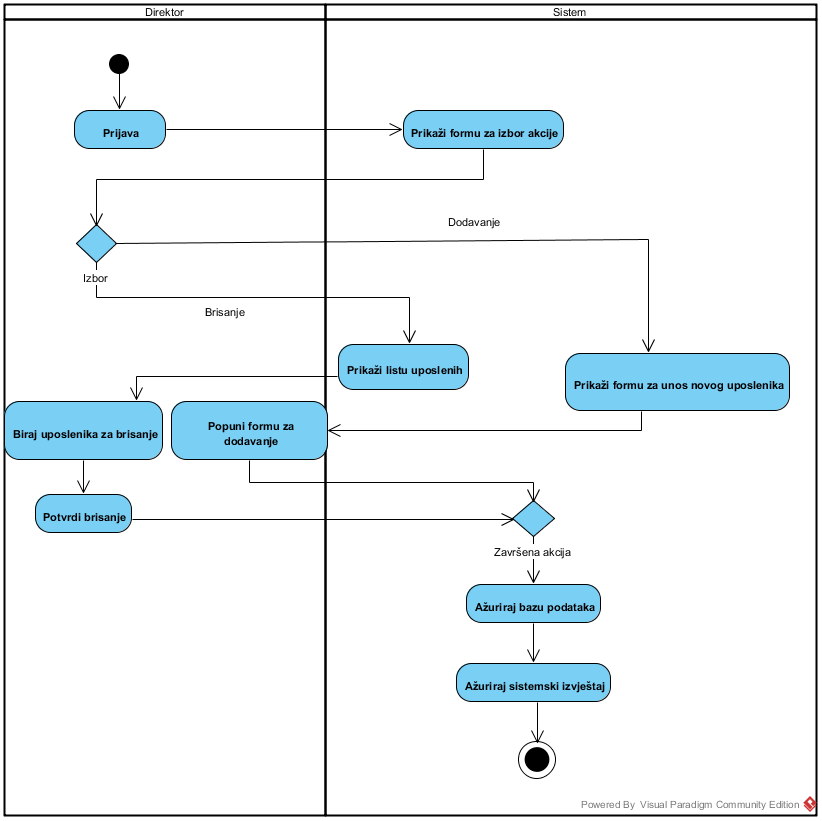 Direktor
Sistem
Prijava
Prikaži formu za izbor akcije
Dodavanje
Izbor
Brisanje
Prikaži listu uposlenih
Prikaži formu za unos novog uposlenika
Biraj uposlenika za brisanje
Popuni formu za
dodavanje
Potvrdi brisanje
Završena akcija
Ažuriraj bazu podataka
Ažuriraj sistemski izvještaj
Powered By Visual Paradigm Community Edition